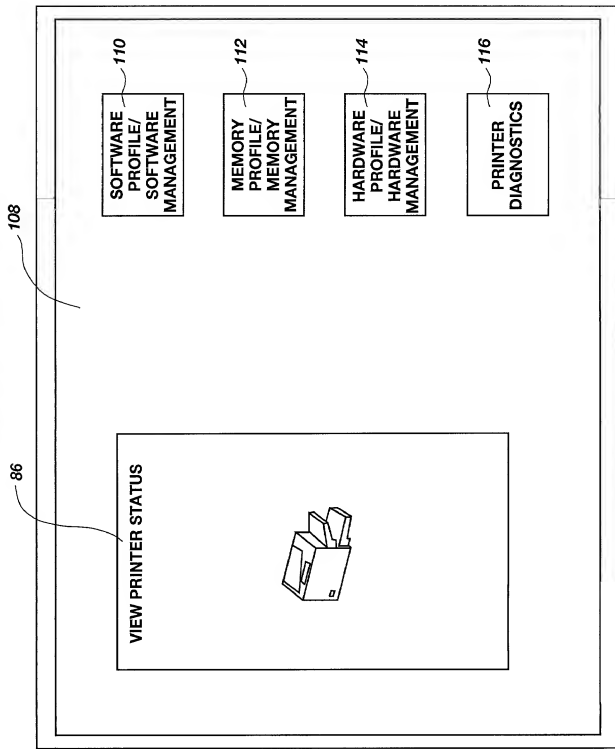 86
108
VIEW PRINTER STATUS
SOFTWARE
PROFILE/
SOFTWARE
MANAGEMENT
110
MEMORY
PROFILE/
MEMORY
MANAGEMENT
112
HARDWARE
PROFILE/
HARDWARE
MANAGEMENT
114
PRINTER
DIAGNOSTICS
116